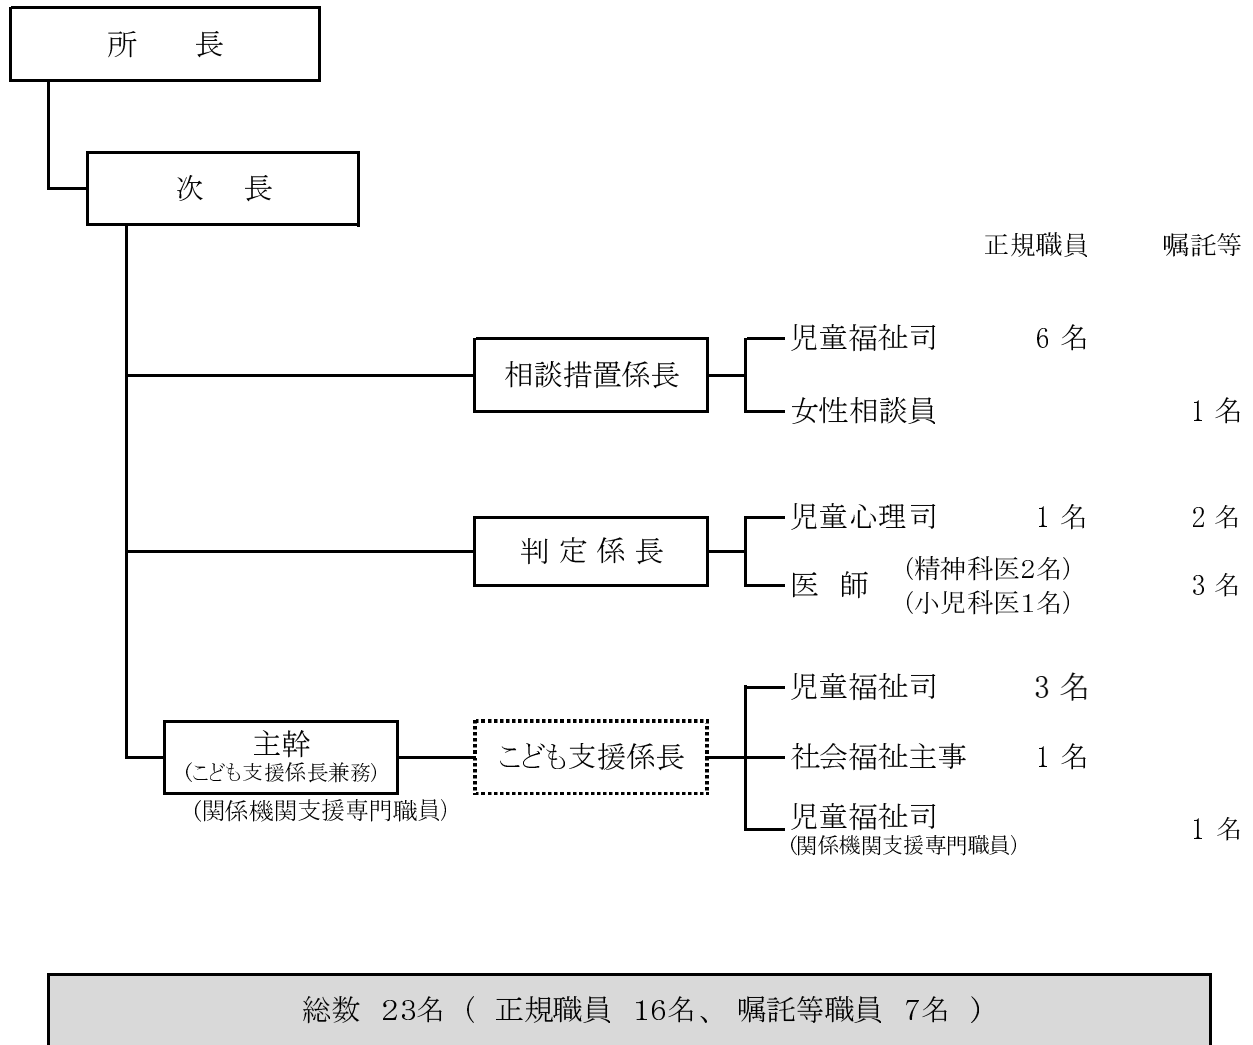 所　長
次　長
正規職員　嘱託等
相談措置係長
児童福祉司　6 名
女性相談員　1 名
判定係長
児童心理司　1 名　2 名
医 師　(精神科医2名)　3 名
(小児科医1名)
児童福祉司　3 名
主幹
(こども支援係長兼務)
(関係機関支援専門職員)
こども支援係長
社会福祉主事　1 名
児童福祉司　1 名
(関係機関支援専門職員)
総数 23名 ( 正規職員 16名、 嘱託等職員 7名 )